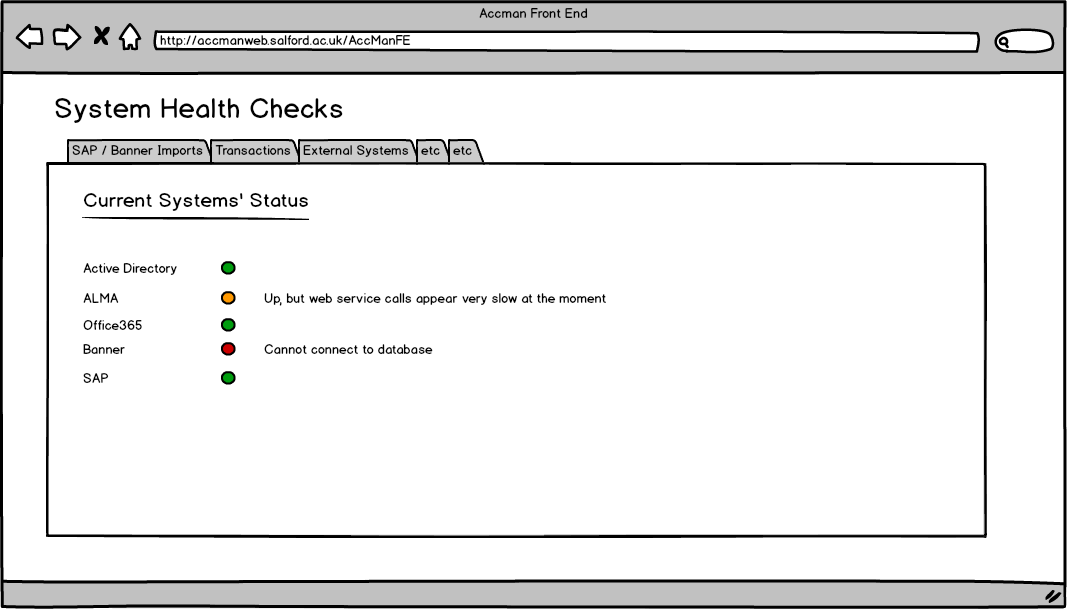 Accman Front End
http://accmanweb.salford.ac.uk/AccManFE
System Health Checks
SAP / Banner Imports Transactions External Systems etc etc
Current Systems' Status
Active Directory
ALMA Up, but web service calls appear very slow at the moment
Office365
Banner Cannot connect to database
SAP